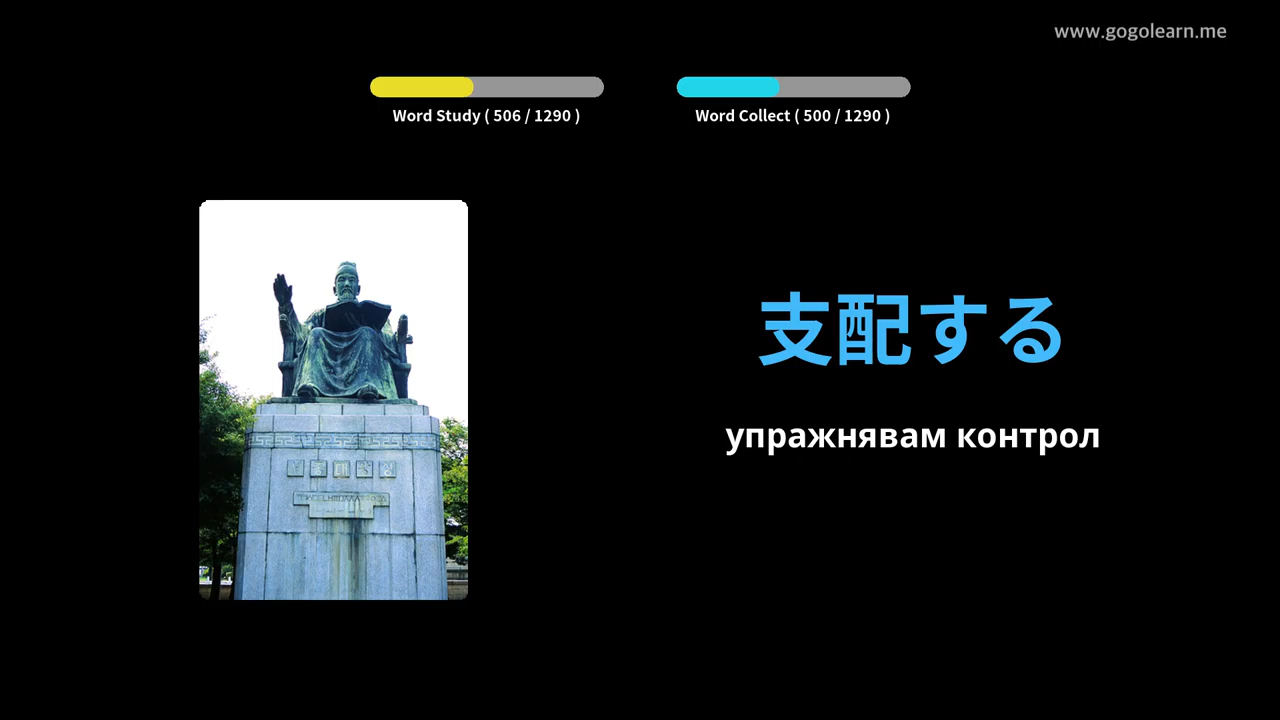 www.gogolearn.me
Word Study ( 506 / 1290 )
Word Collect ( 500 / 1290 )
支配する
упражнявам контрол